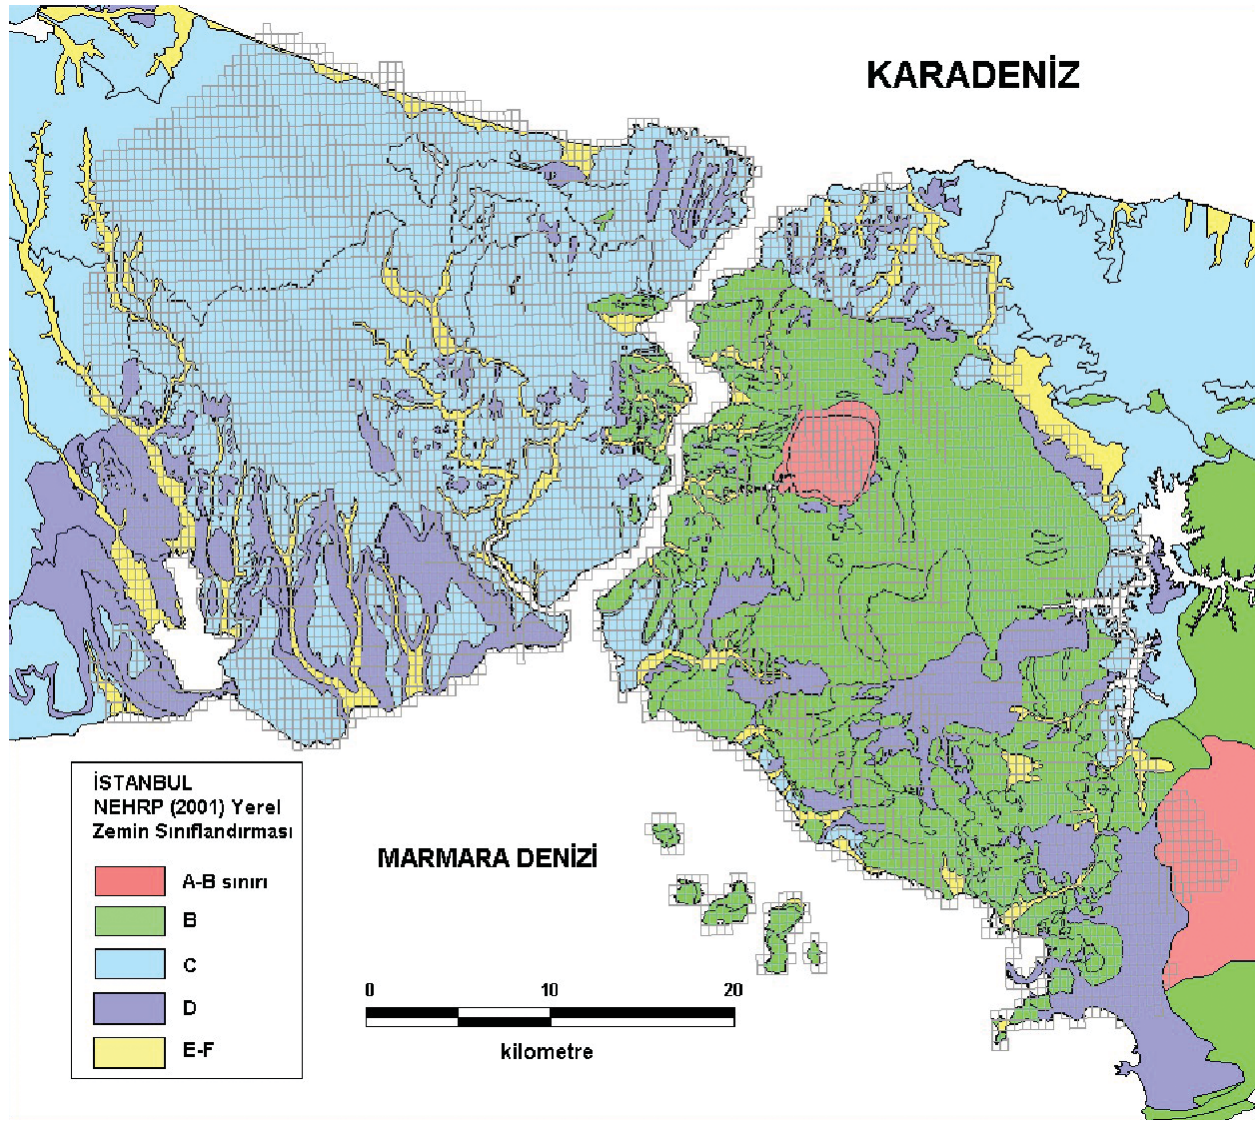 KARADENİZ
İSTANBUL
NEHRP (2001) Yerel
Zemin Sınıflandırması
A-B sınırı
B
C
D
E-F
MARMARA DENİZİ
0 10 20
kilometre